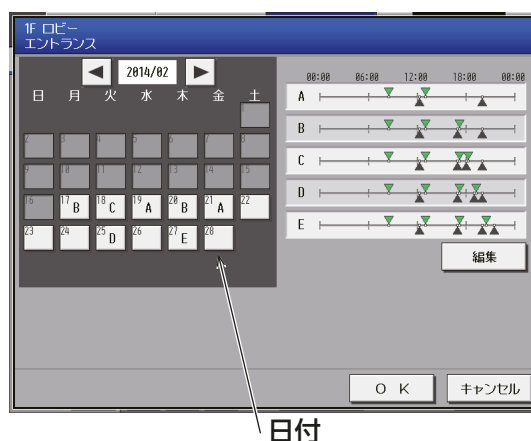 1F ロビー
エントランス
2014/02
日 月 火 水 木 金 土
2 3 4 5 6 7 8
9 10 11 12 13 14 15
16 17 B 18 C 19 A 20 B 21 A 22
23 24 25 D 26 27 E 28
00:00 06:00 12:00 18:00 00:00
A
B
C
D
E
編集
OK キャンセル
日付